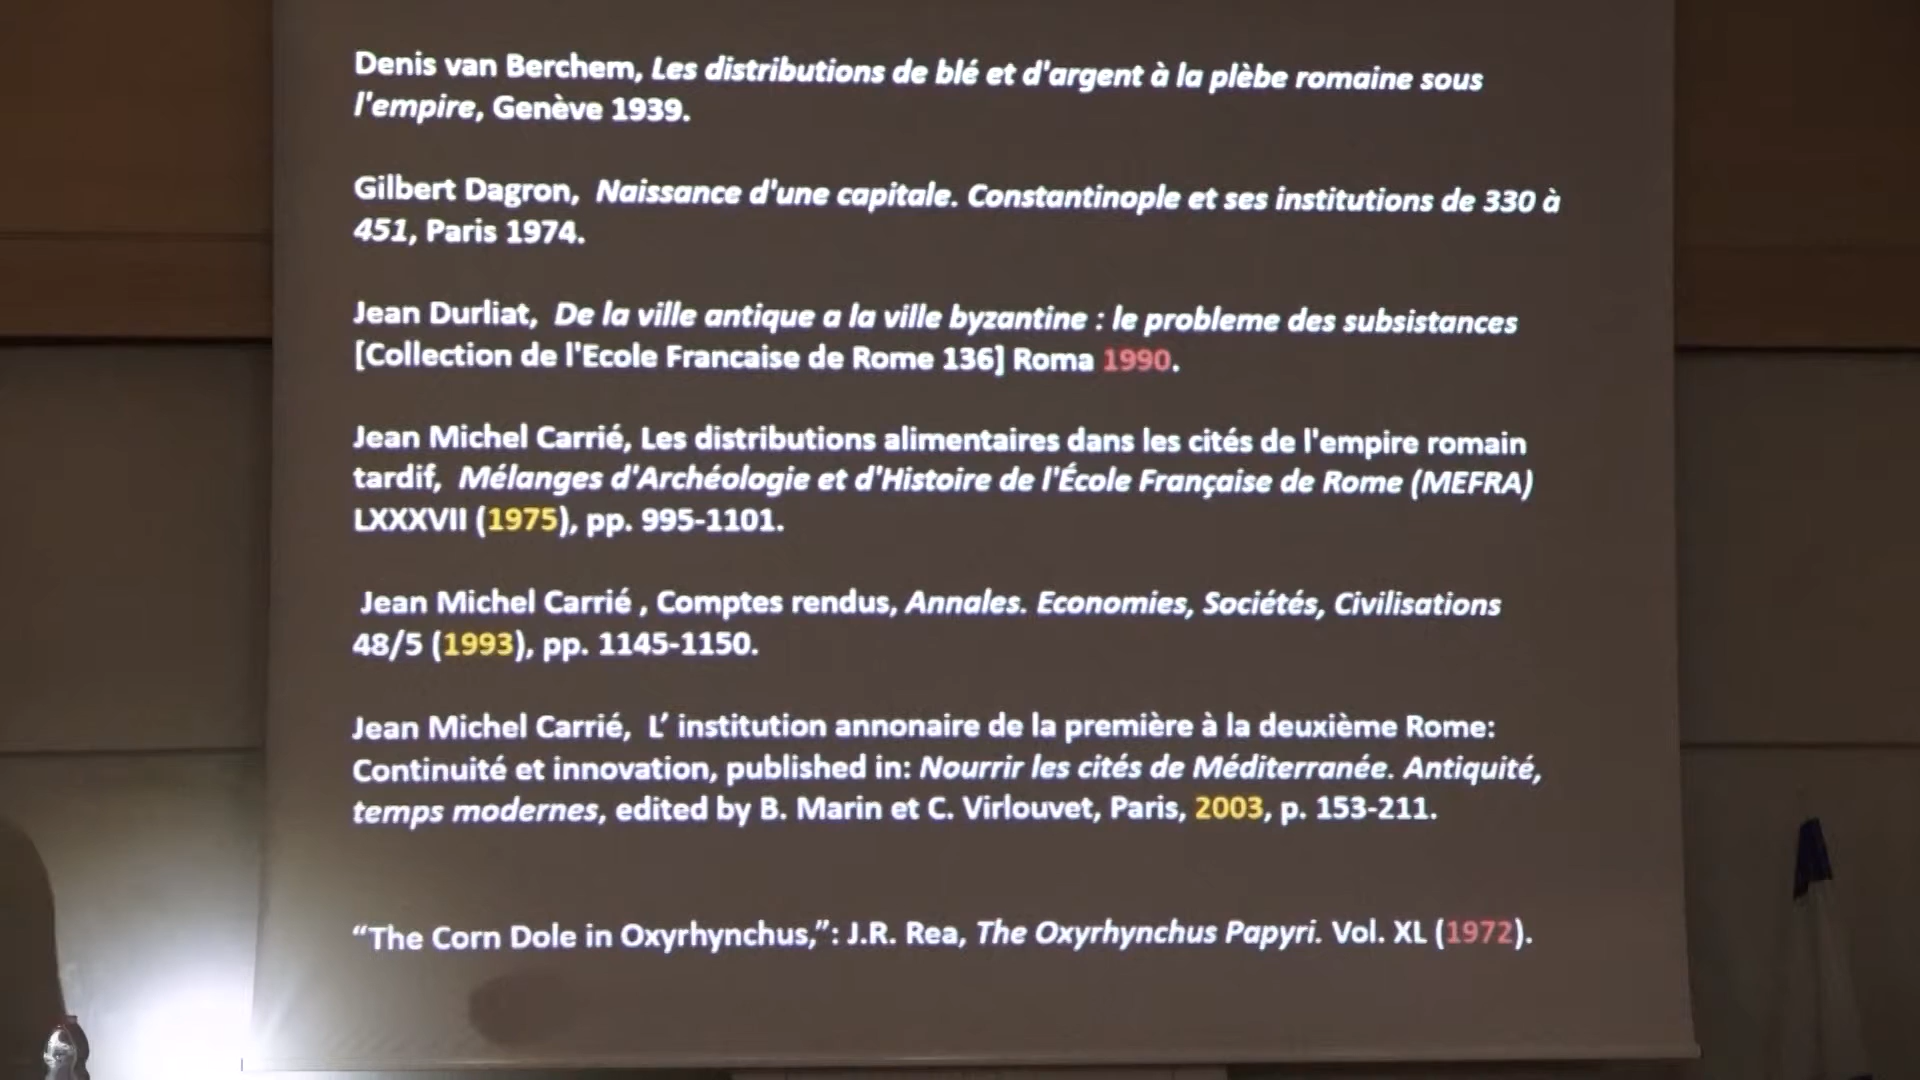 Denis van Berchem, Les distributions de blé et d'argent à la plèbe romaine sous
l'empire, Genève 1939.
Gilbert Dagron, Naissance d'une capitale. Constantinople et ses institutions de 330 à
451, Paris 1974.
Jean Durliat, De la ville antique a la ville byzantine : le probleme des subsistances
[Collection de l'Ecole Francaise de Rome 136] Roma 1990.
Jean Michel Carrié, Les distributions alimentaires dans les cités de l'empire romain
tardif, Mélanges d'Archéologie et d'Histoire de l'École Française de Rome (MEFRA)
LXXXVII (1975), pp. 995-1101.
Jean Michel Carrié , Comptes rendus, Annales. Economies, Sociétés, Civilisations
48/5 (1993), pp. 1145-1150.
Jean Michel Carrié, L’ institution annonaire de la première à la deuxième Rome:
Continuité et innovation, published in: Nourrir les cités de Méditerranée. Antiquité,
temps modernes, edited by B. Marin et C. Virlouvet, Paris, 2003, p. 153-211.
“The Corn Dole in Oxyrhynchus,”: J.R. Rea, The Oxyrhynchus Papyri. Vol. XL (1972).